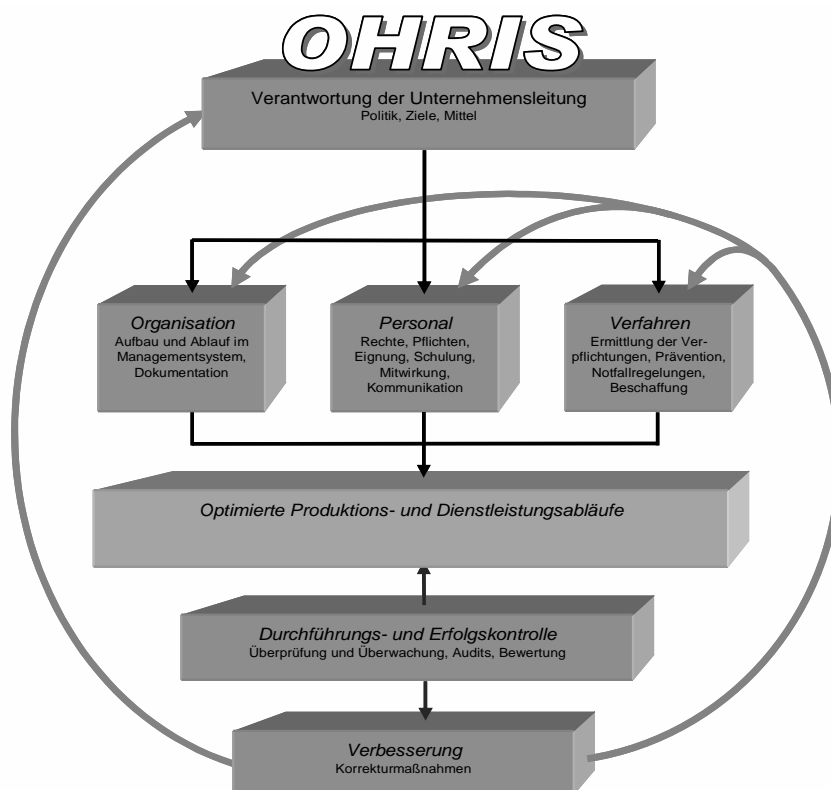 OHRIS
Verantwortung der Unternehmensleitung
Politik, Ziele, Mittel
Organisation
Aufbau und Ablauf im
Managementsystem,
Dokumentation
Personal
Rechte, Pflichten,
Eignung, Schulung,
Mitwirkung,
Kommunikation
Verfahren
Ermittlung der Ver-
pflichtungen, Prävention,
Notfallregelungen,
Beschaffung
Optimierte Produktions- und Dienstleistungsabläufe
Durchführungs- und Erfolgskontrolle
Überprüfung und Überwachung, Audits, Bewertung
Verbesserung
Korrekturmaßnahmen